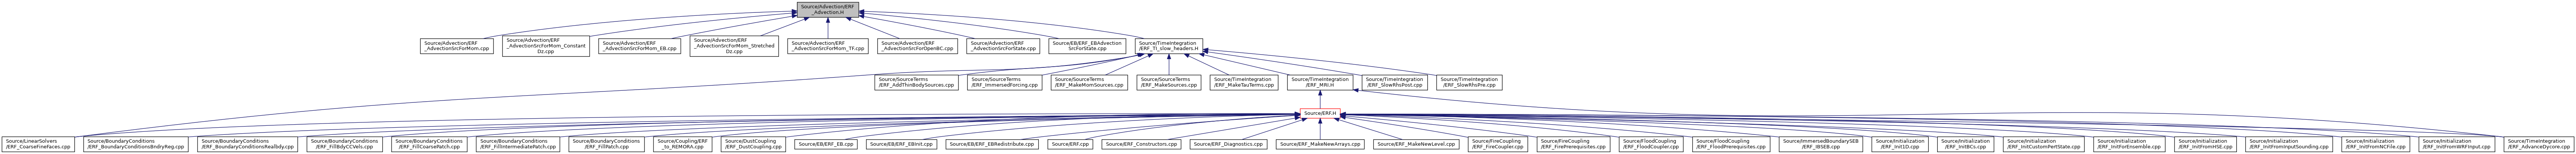 Source/Advection/ERF
_Advection.H
Source/Advection/ERF
_AdvectionSrcForMom.cpp
Source/Advection/ERF
_AdvectionSrcForMom_Constant
Dz.cpp
Source/Advection/ERF
_AdvectionSrcForMom_EB.cpp
Source/Advection/ERF
_AdvectionSrcForMom_Stretched
Dz.cpp
Source/Advection/ERF
_AdvectionSrcForMom_TF.cpp
Source/Advection/ERF
_AdvectionSrcForOpenBC.cpp
Source/Advection/ERF
_AdvectionSrcForState.cpp
Source/EB/ERF_EBAdvection
SrcForState.cpp
Source/TimeIntegration
/ERF_TI_slow_headers.H
Source/SourceTerms
/ERF_AddThinBodySources.cpp
Source/SourceTerms
/ERF_ImmersedForcing.cpp
Source/SourceTerms
/ERF_MakeMomSources.cpp
Source/SourceTerms
/ERF_MakeSources.cpp
Source/TimeIntegration
/ERF_MakeTauTerms.cpp
Source/TimeIntegration
/ERF_MRI.H
Source/TimeIntegration
/ERF_SlowRhsPost.cpp
Source/TimeIntegration
/ERF_SlowRhsPre.cpp
Source/ERF.H
Source/LinearSolvers
/ERF_CoarseFineFaces.cpp
Source/BoundaryConditions
/ERF_BoundaryConditionsBndryReg.cpp
Source/BoundaryConditions
/ERF_BoundaryConditionsRealbdy.cpp
Source/BoundaryConditions
/ERF_FillBdyCCVels.cpp
Source/BoundaryConditions
/ERF_FillCoarsePatch.cpp
Source/BoundaryConditions
/ERF_FillIntermediatePatch.cpp
Source/BoundaryConditions
/ERF_FillPatch.cpp
Source/Coupling/ERF
_to_REMORA.cpp
Source/DustCoupling
/ERF_DustCoupling.cpp
Source/EB/ERF_EB.cpp
Source/EB/ERF_EBInit.cpp
Source/EB/ERF_EBRedistribute.cpp
Source/ERF.cpp
Source/ERF_Constructors.cpp
Source/ERF_Diagnostics.cpp
Source/ERF_MakeNewArrays.cpp
Source/ERF_MakeNewLevel.cpp
Source/FireCoupling
/ERF_FireCoupler.cpp
Source/FireCoupling
/ERF_FirePrerequisites.cpp
Source/FloodCoupling
/ERF_FloodCoupler.cpp
Source/FloodCoupling
/ERF_FloodPrerequisites.cpp
Source/ImmersedBoundarySEB
/ERF_IBSEB.cpp
Source/Initialization
/ERF_Init1D.cpp
Source/Initialization
/ERF_InitBCs.cpp
Source/Initialization
/ERF_InitCustomPertState.cpp
Source/Initialization
/ERF_InitForEnsemble.cpp
Source/Initialization
/ERF_InitFromHSE.cpp
Source/Initialization
/ERF_InitFromInputSounding.cpp
Source/Initialization
/ERF_InitFromNCFile.cpp
Source/Initialization
/ERF_InitFromWRFInput.cpp
Source/TimeIntegration
/ERF_AdvanceDycore.cpp